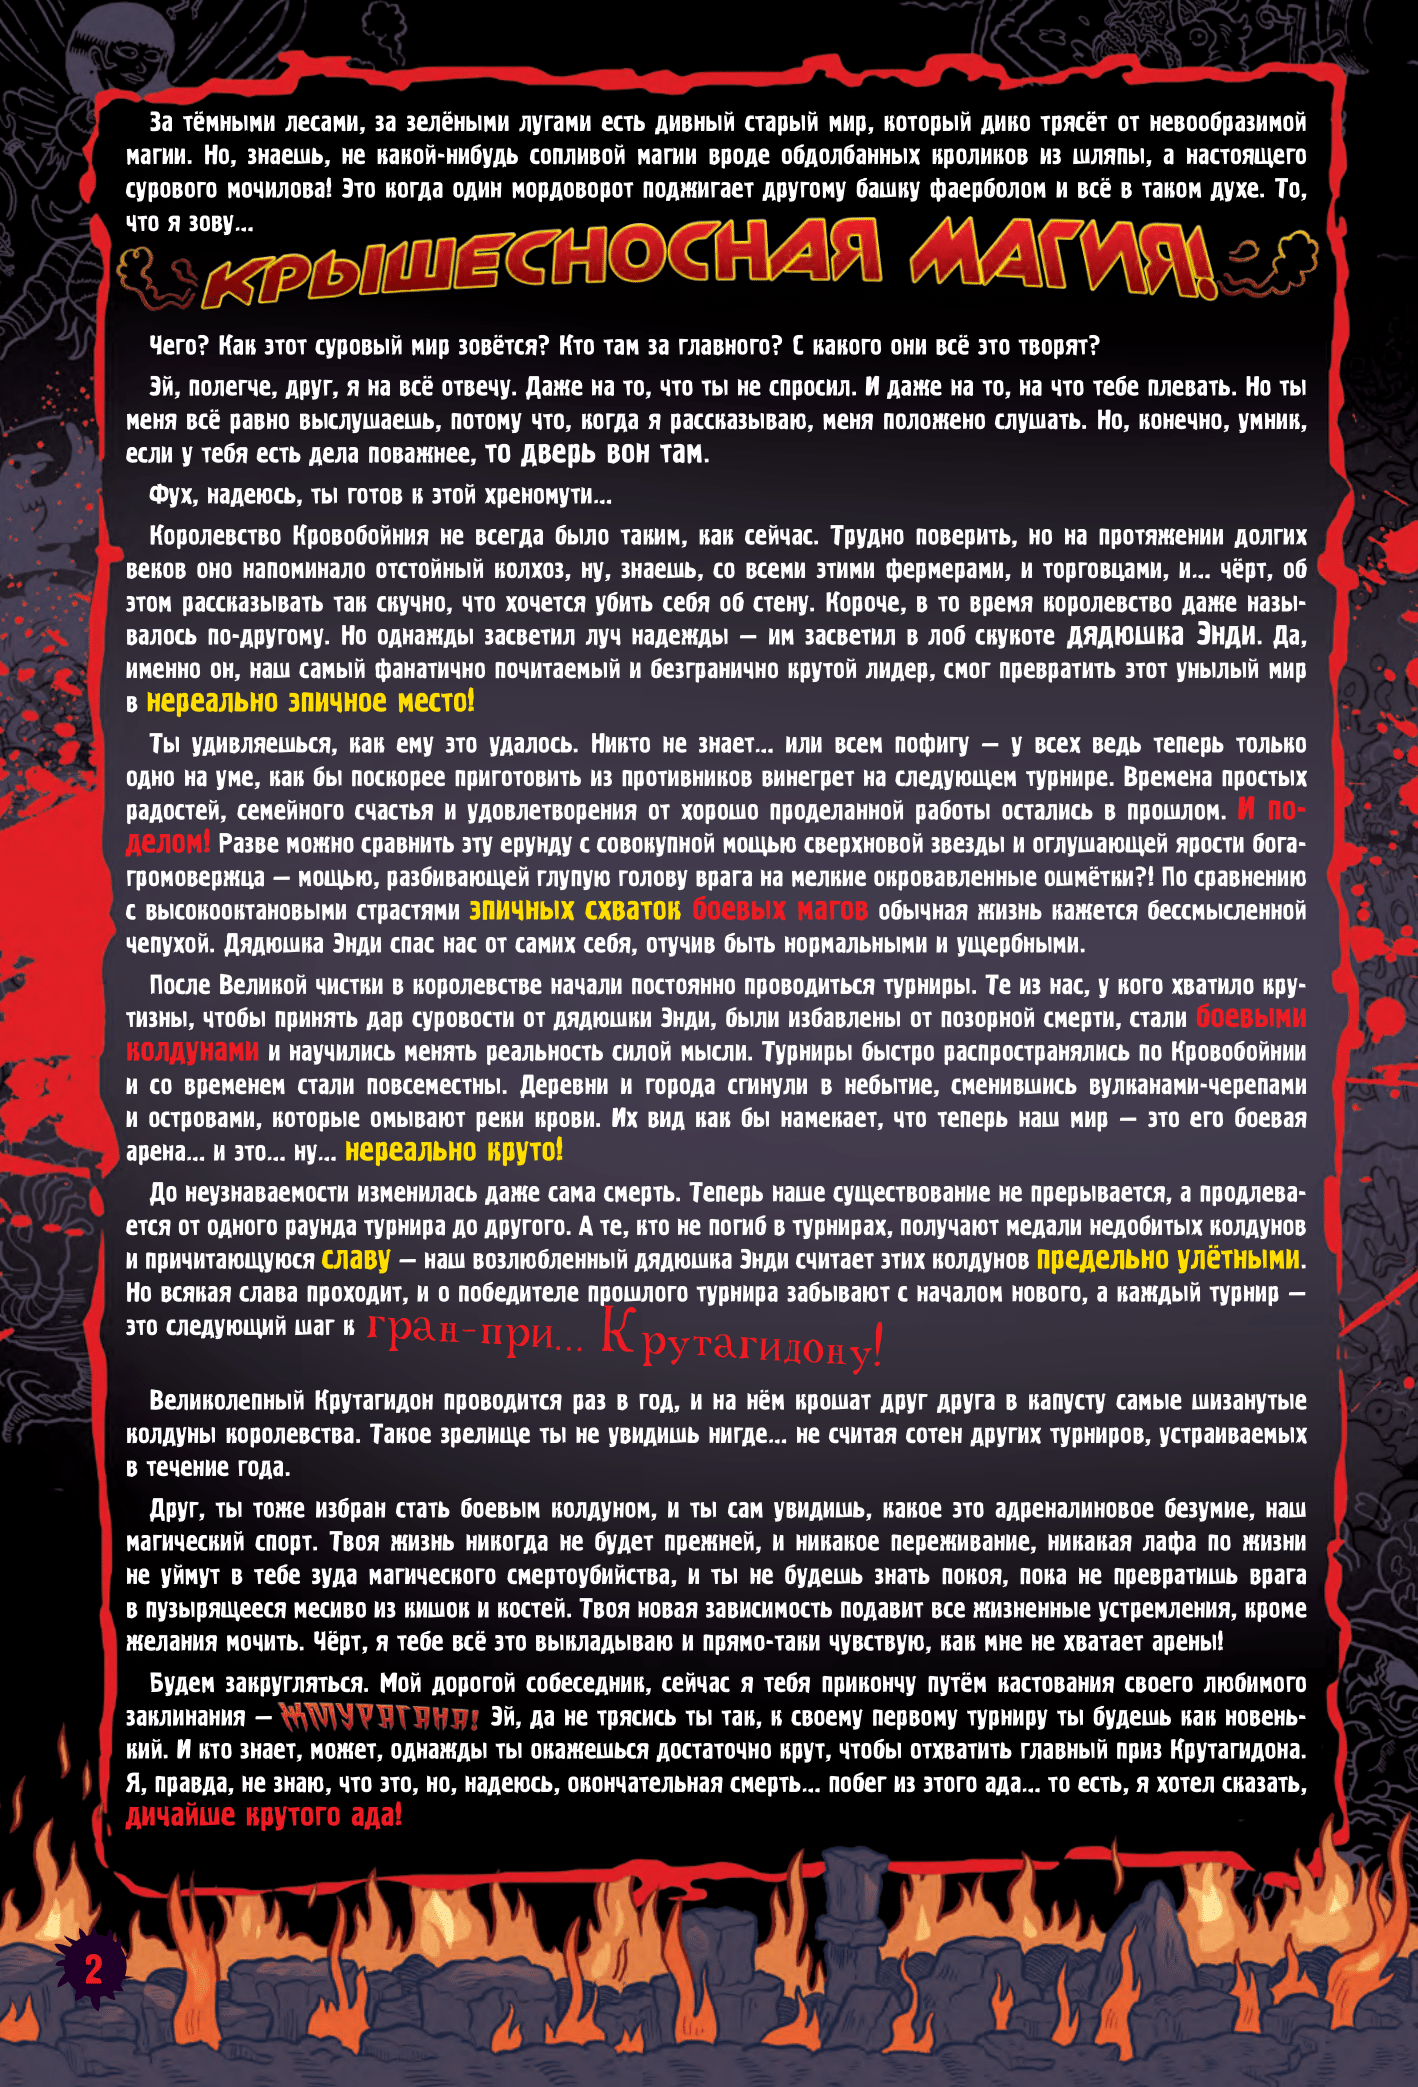 За тёмными лесами, за зелёными лугами есть дивный старый мир, который дико трясёт от невообразимой
магии. Но, знаешь, не какой-нибудь сопливой магии вроде обдолбанных кроликов из шляпы, а настоящего
сурового мочилова! Это когда один мордоворот поджигает другому башку фаерболом и всё в таком духе. То,
что я зову...
КРЫШЕСНОСНАЯ МАГИЯ!
Чего? Как этот суровый мир зовётся? Кто там за главного? С какого они всё это творят?
Эй, полегче, друг, я на всё отвечу. Даже на то, что ты не спросил. И даже на то, на что тебе плевать. Но ты
меня всё равно выслушаешь, потому что, когда я рассказываю, меня положено слушать. Но, конечно, умник,
если у тебя есть дела поважнее, то дверь вон там.
Фух, надеюсь, ты готов к этой хреномути...
Королевство Кровобойния не всегда было таким, как сейчас. Трудно поверить, но на протяжении долгих
веков оно напоминало отстойный колхоз, ну, знаешь, со всеми этими фермерами, и торговцами, и... чёрт, об
этом рассказывать так скучно, что хочется убить себя об стену. Короче, в то время королевство даже назы-
валось по-другому. Но однажды засветил луч надежды — им засветил в лоб скукоте дядюшка Энди. Да,
именно он, наш самый фанатично почитаемый и безгранично крутой лидер, смог превратить этот унылый мир
в нереально эпичное место!
Ты удивляешься, как ему это удалось. Никто не знает... или всем пофигу — у всех ведь теперь только
одно на уме, как бы поскорее приготовить из противников винегрет на следующем турнире. Времена простых
радостей, семейного счастья и удовлетворения от хорошо проделанной работы остались в прошлом. И по-
делом! Разве можно сравнить эту ерунду с совокупной мощью сверхновой звезды и оглушающей ярости бога-
громовержца — мощью, разбивающей глупую голову врага на мелкие окровавленные ошмётки?! По сравнению
с высокооктановыми страстями эпичных схваток боевых магов обычная жизнь кажется бессмысленной
чепухой. Дядюшка Энди спас нас от самих себя, отучив быть нормальными и ущербными.
После Великой чистки в королевстве начали постоянно проводиться турниры. Те из нас, у кого хватило кру-
тизны, чтобы принять дар суровости от дядюшки Энди, были избавлены от позорной смерти, стали боевыми
колдунами и научились менять реальность силой мысли. Турниры быстро распространялись по Кровобойнии
и со временем стали повсеместны. Деревни и города сгинули в небытие, сменившись вулканами-черепами
и островами, которые омывают реки крови. Их вид как бы намекает, что теперь наш мир — это его боевая
арена... и это... ну... нереально круто!
До неузнаваемости изменилась даже сама смерть. Теперь наше существование не прерывается, а продлева-
ется от одного раунда турнира до другого. А те, кто не погиб в турнирах, получают медали недобитых колдунов
и причитающуюся славу — наш возлюбленный дядюшка Энди считает этих колдунов предельно улётными.
Но всякая слава проходит, и о победителе прошлого турнира забывают с началом нового, а каждый турнир —
это следующий шаг к гран-при... Крутагидону!
Великолепный Крутагидон проводится раз в год, и на нём крошат друг друга в капусту самые шизанутые
колдуны королевства. Такое зрелище ты не увидишь нигде... не считая сотен других турниров, устраиваемых
в течение года.
Друг, ты тоже избран стать боевым колдуном, и ты сам увидишь, какое это адреналиновое безумие, наш
магический спорт. Твоя жизнь никогда не будет прежней, и никакое переживание, никакая лафа по жизни
не уймут в тебе зуда магического смертоубийства, и ты не будешь знать покоя, пока не превратишь врага
в пузырящееся месиво из кишок и костей. Твоя новая зависимость подавит все жизненные устремления, кроме
желания мочить. Чёрт, я тебе всё это выкладываю и прямо-таки чувствую, как мне не хватает арены!
Будем закругляться. Мой дорогой собеседник, сейчас я тебя прикончу путём кастования своего любимого
заклинания — ЖМУРАГАНА! Эй, да не трясись ты так, к своему первому турниру ты будешь как новень-
кий. И кто знает, может, однажды ты окажешься достаточно крут, чтобы отхватить главный приз Крутагидона.
Я, правда, не знаю, что это, но, надеюсь, окончательная смерть... побег из этого ада... то есть, я хотел сказать,
дичайше крутого ада!
2